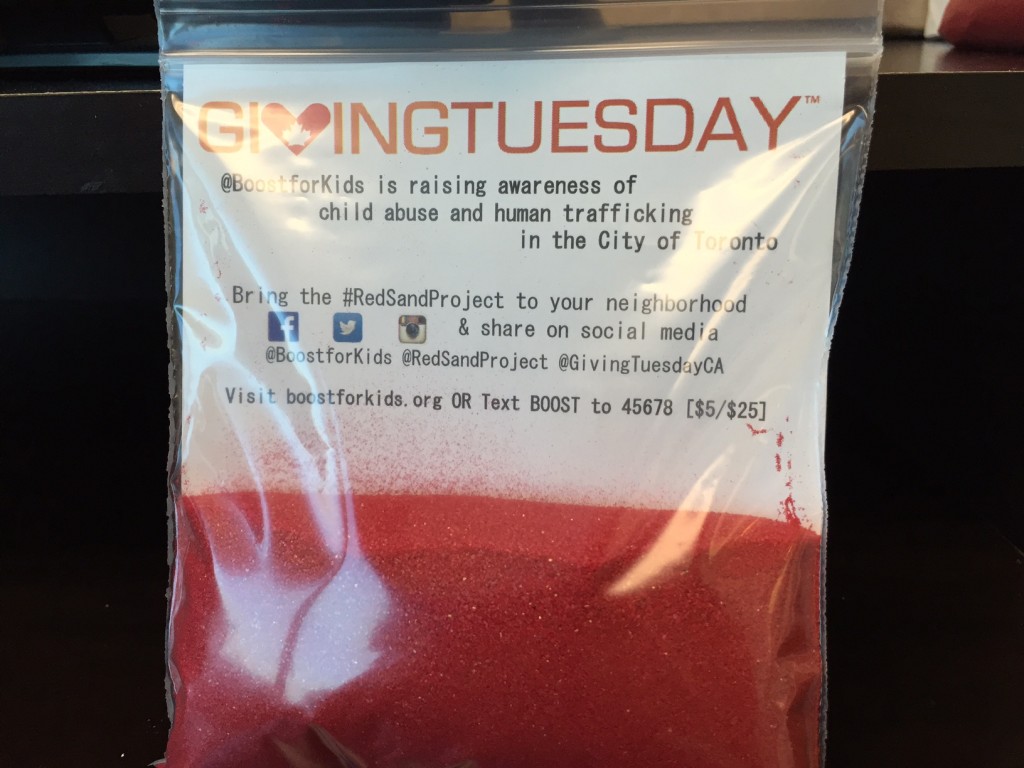 GIVINGTUESDAY™
@BoostforKids is raising awareness of
child abuse and human trafficking
in the City of Toronto
Bring the #RedSandProject to your neighborhood
& share on social media
@BoostforKids @RedSandProject @GivingTuesdayCA
Visit boostforkids.org OR Text BOOST to 45678 [$5/$25]